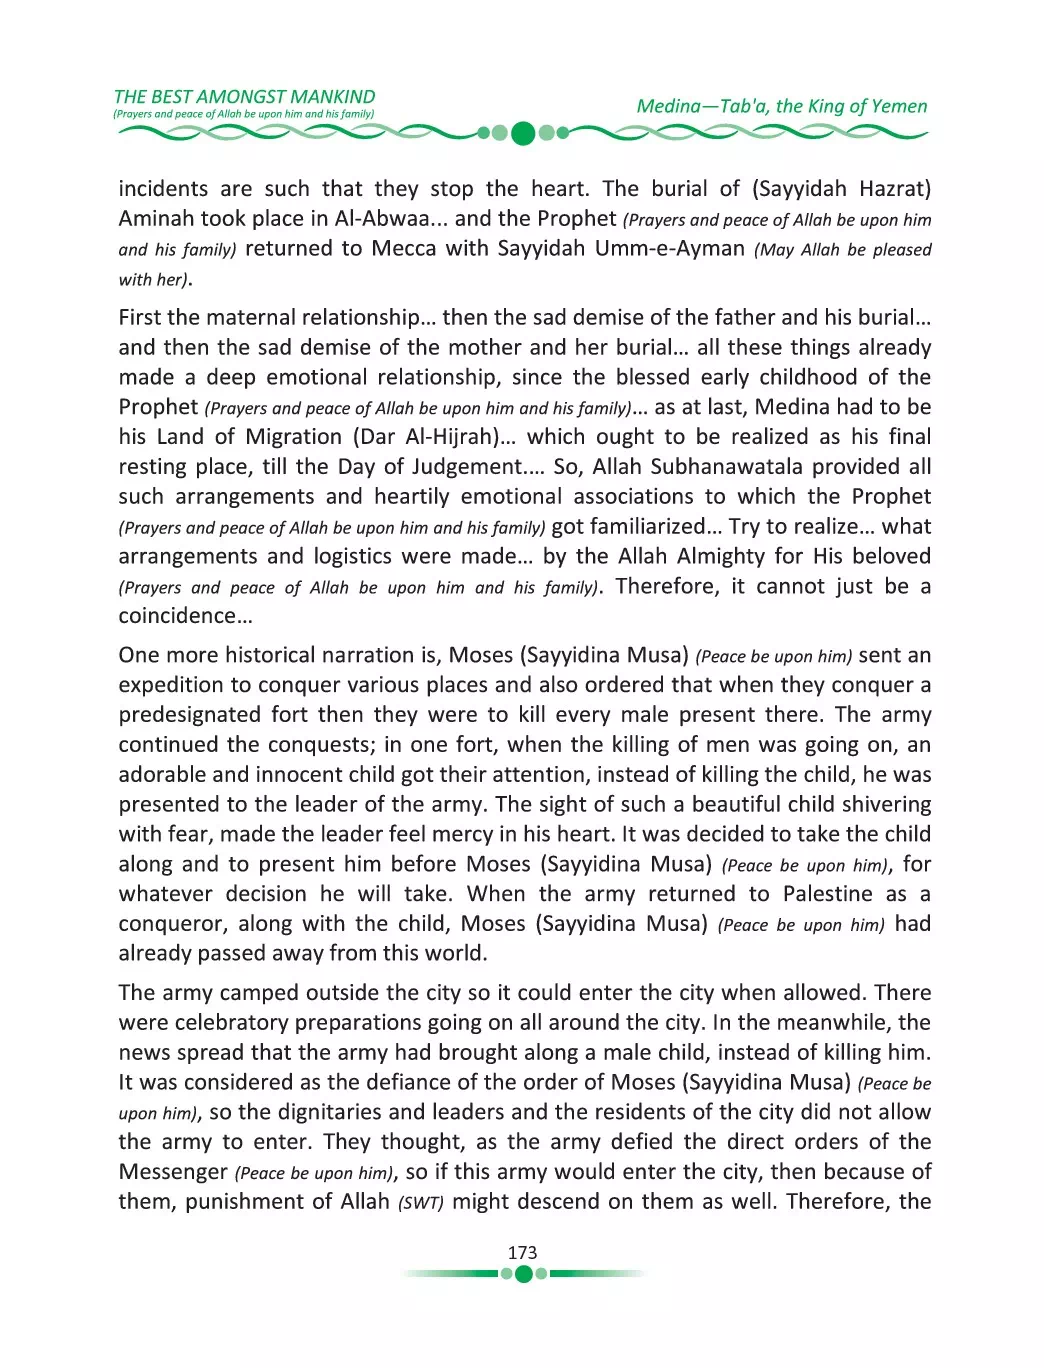 THE BEST AMONGST MANKIND
(Prayers and peace of Allah be upon him and his family)
Medina—Tab'a, the King of Yemen
incidents are such that they stop the heart. The burial of (Sayyidah Hazrat)
Aminah took place in Al-Abwaa... and the Prophet (Prayers and peace of Allah be upon him
and his family) returned to Mecca with Sayyidah Umm-e-Ayman (May Allah be pleased
with her).
First the maternal relationship… then the sad demise of the father and his burial…
and then the sad demise of the mother and her burial… all these things already
made a deep emotional relationship, since the blessed early childhood of the
Prophet (Prayers and peace of Allah be upon him and his family)… as at last, Medina had to be
his Land of Migration (Dar Al-Hijrah)… which ought to be realized as his final
resting place, till the Day of Judgement.… So, Allah Subhanawatala provided all
such arrangements and heartily emotional associations to which the Prophet
(Prayers and peace of Allah be upon him and his family) got familiarized… Try to realize… what
arrangements and logistics were made… by the Allah Almighty for His beloved
(Prayers and peace of Allah be upon him and his family). Therefore, it cannot just be a
coincidence…
One more historical narration is, Moses (Sayyidina Musa) (Peace be upon him) sent an
expedition to conquer various places and also ordered that when they conquer a
predesignated fort then they were to kill every male present there. The army
continued the conquests; in one fort, when the killing of men was going on, an
adorable and innocent child got their attention, instead of killing the child, he was
presented to the leader of the army. The sight of such a beautiful child shivering
with fear, made the leader feel mercy in his heart. It was decided to take the child
along and to present him before Moses (Sayyidina Musa) (Peace be upon him), for
whatever decision he will take. When the army returned to Palestine as a
conqueror, along with the child, Moses (Sayyidina Musa) (Peace be upon him) had
already passed away from this world.
The army camped outside the city so it could enter the city when allowed. There
were celebratory preparations going on all around the city. In the meanwhile, the
news spread that the army had brought along a male child, instead of killing him.
It was considered as the defiance of the order of Moses (Sayyidina Musa) (Peace be
upon him), so the dignitaries and leaders and the residents of the city did not allow
the army to enter. They thought, as the army defied the direct orders of the
Messenger (Peace be upon him), so if this army would enter the city, then because of
them, punishment of Allah (SWT) might descend on them as well. Therefore, the
173